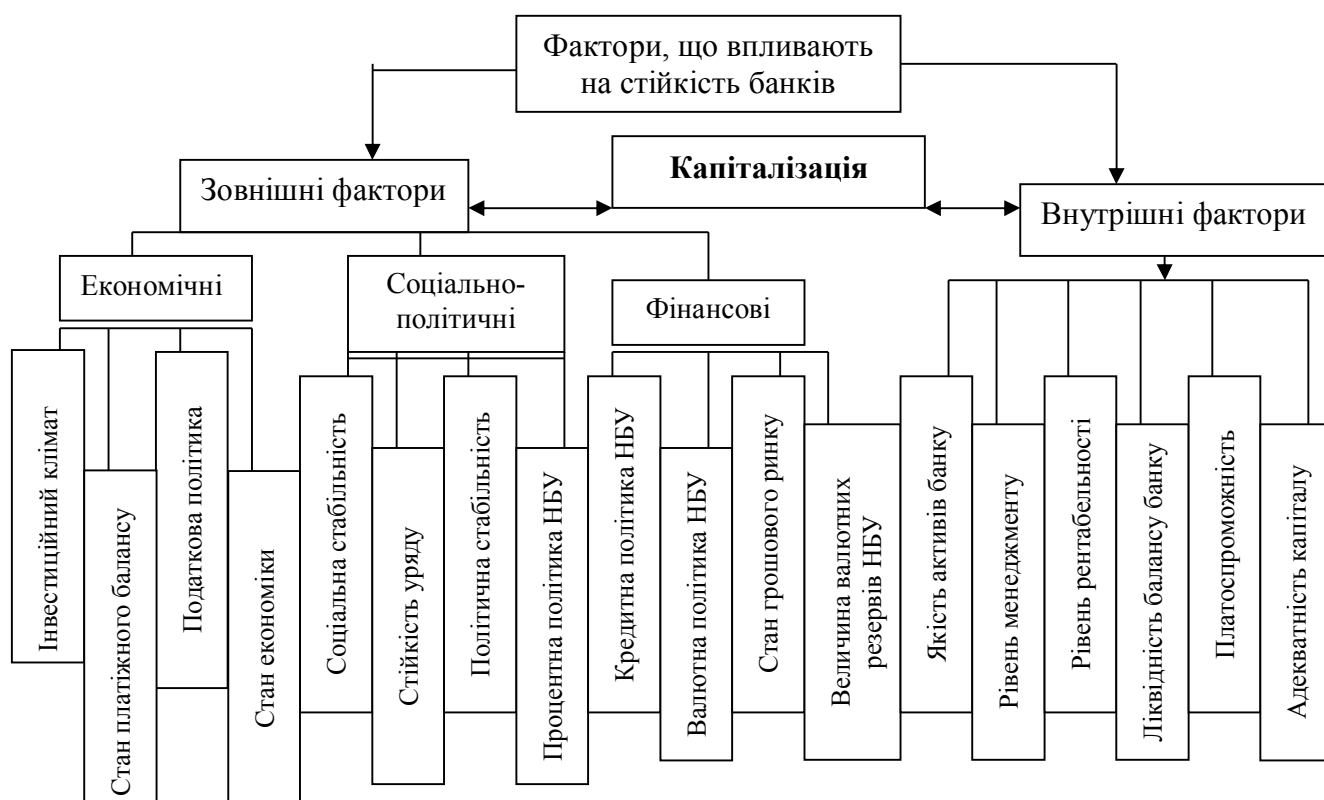 Фактори, що впливають
на стійкість банків
Капіталізація
Зовнішні фактори
Внутрішні фактори
Економічні
Соціально-
політичні
Фінансові
Інвестиційний клімат
Стан платіжного балансу
Податкова політика
Стан економіки
Соціальна стабільність
Стійкість уряду
Політична стабільність
Процентна політика НБУ
Кредитна політика НБУ
Валютна політика НБУ
Стан грошового ринку
Величина валютних
резервів НБУ
Якість активів банку
Рівень менеджменту
Рівень рентабельності
Ліквідність балансу банку
Платоспроможність
Адекватність капіталу